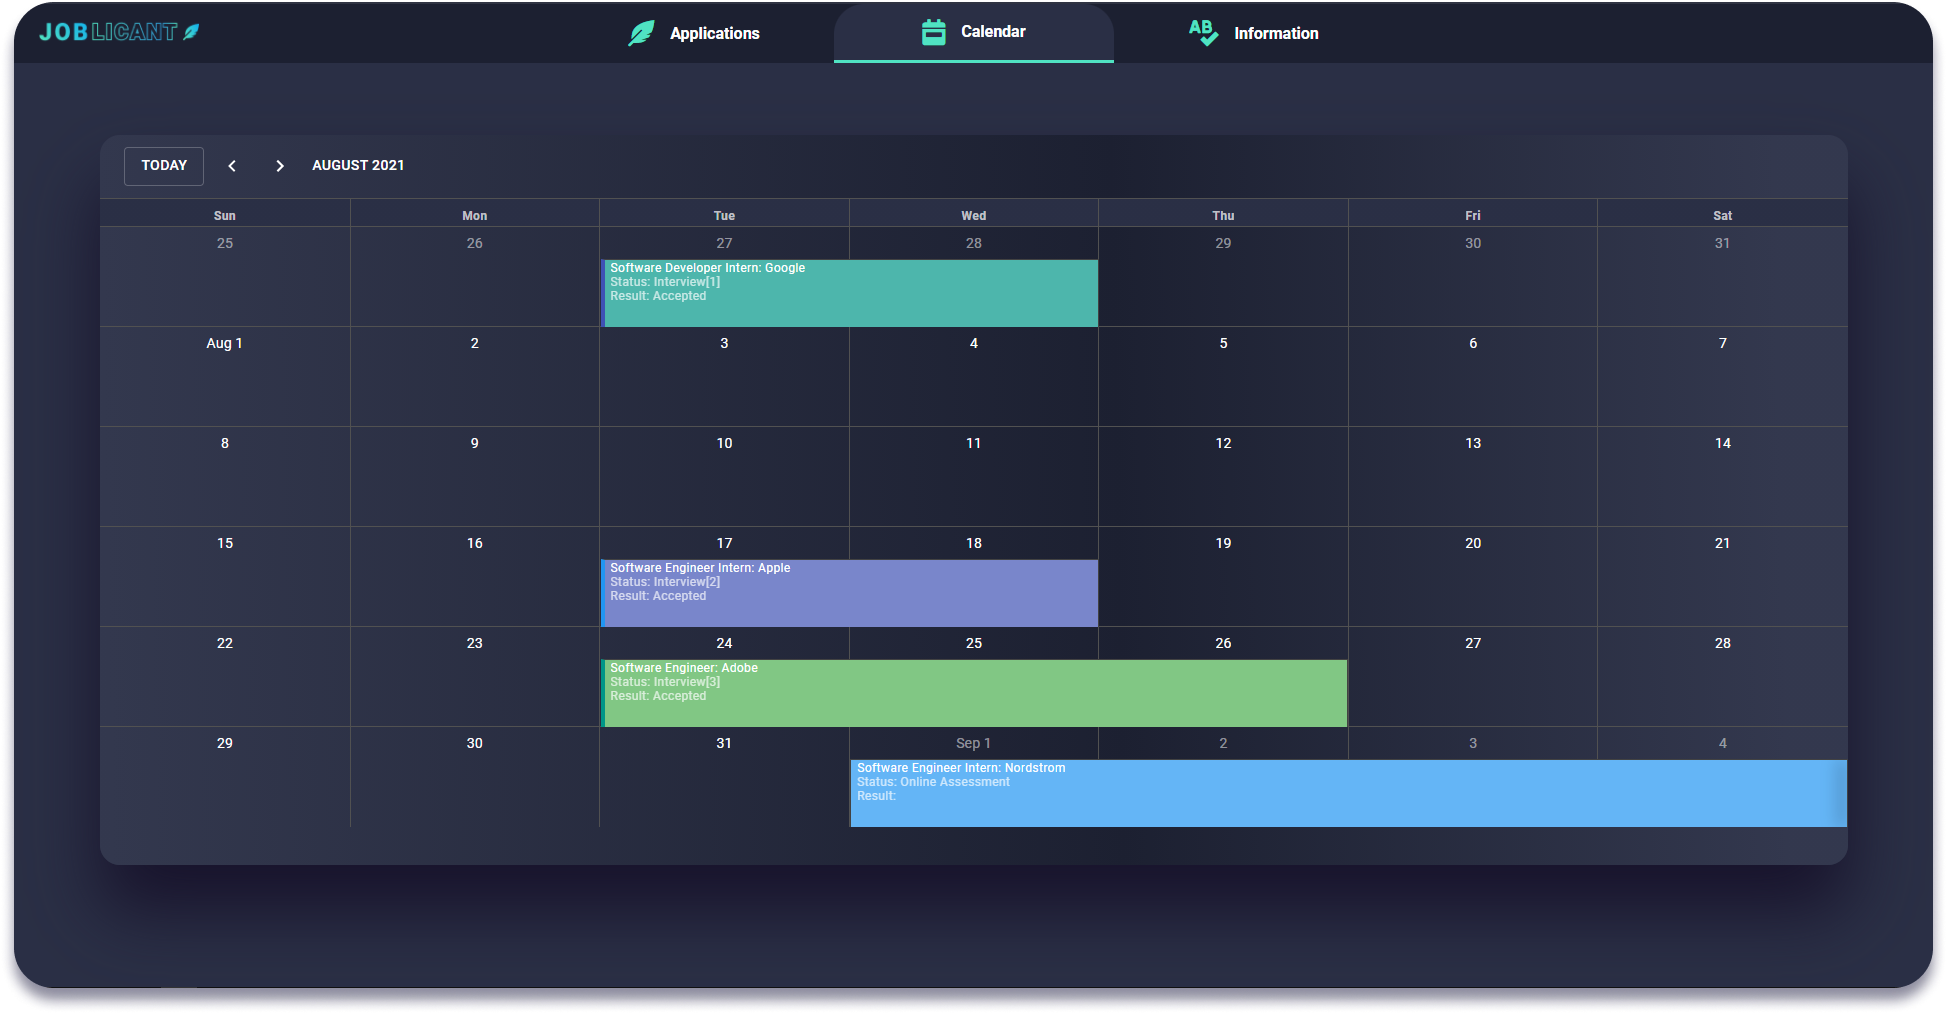 JOBLICANT
Applications
Calendar
AB
Information
TODAY
AUGUST 2021
Sun Mon Tue Wed Thu Fri Sat
25 26 27 28 29 30 31
Software Developer Intern: Google
Status: Interview[1]
Result: Accepted
Aug 1 2 3 4 5 6 7
8 9 10 11 12 13 14
15 16 17 18 19 20 21
Software Engineer Intern: Apple
Status: Interview[2]
Result: Accepted
22 23 24 25 26 27 28
Software Engineer: Adobe
Status: Interview[3]
Result: Accepted
29 30 31 Sep 1 2 3 4
Software Engineer Intern: Nordstrom
Status: Online Assessment
Result: